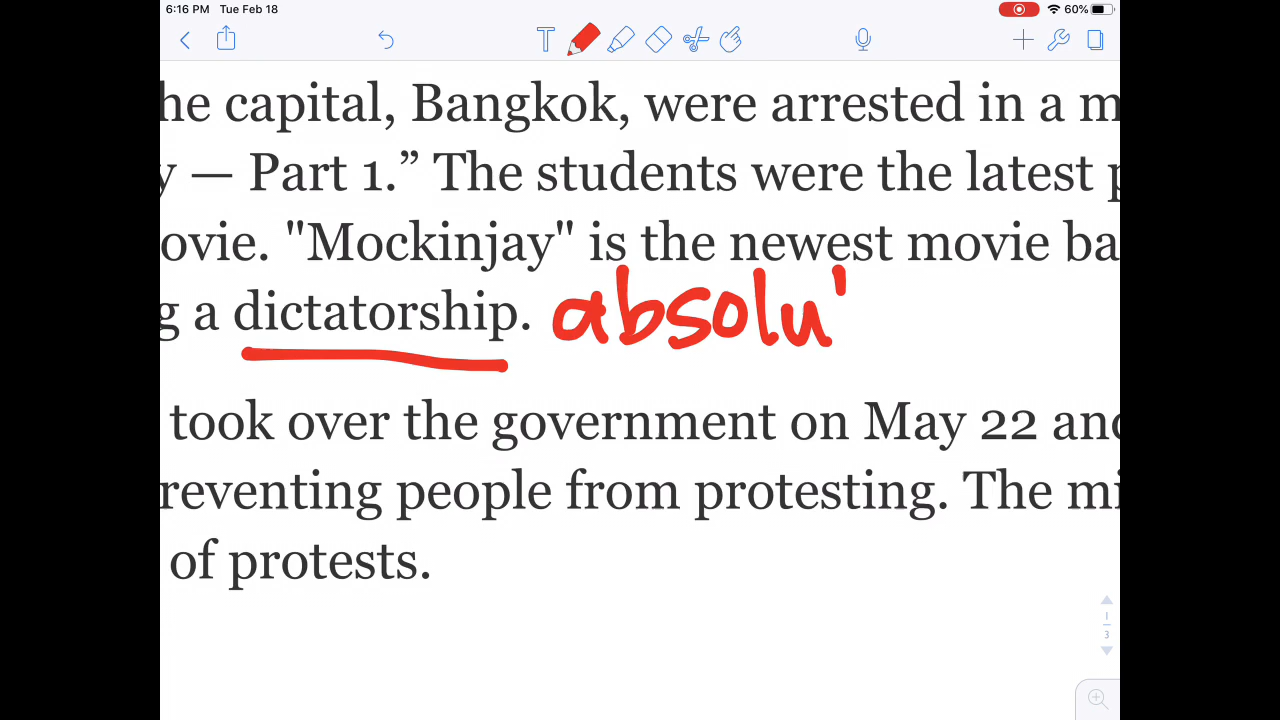 6:16 PM Tue Feb 18
60%
T
he capital, Bangkok, were arrested in a m
y — Part 1.” The students were the latest p
ovie. "Mockinjay" is the newest movie ba
g a dictatorship. absolu'
took over the government on May 22 and
reventing people from protesting. The mi
of protests.
1
3